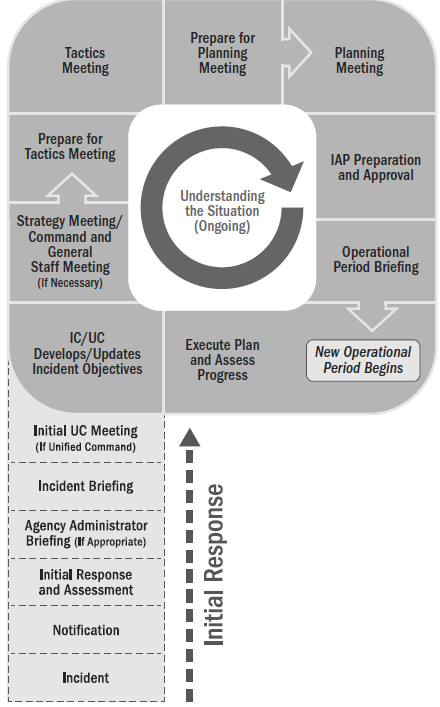 Tactics
Meeting
Prepare for
Planning
Meeting
Planning
Meeting
Prepare for
Tactics Meeting
IAP Preparation
and Approval
Understanding
the Situation
(Ongoing)
Strategy Meeting/
Command and
General
Staff Meeting
(If Necessary)
Operational
Period Briefing
IC/UC
Develops/Updates
Incident Objectives
Execute Plan
and Assess
Progress
New Operational
Period Begins
Initial UC Meeting
(If Unified Command)
Incident Briefing
Agency Administrator
Briefing (If Appropriate)
Initial Response
and Assessment
Notification
Incident
Initial Response